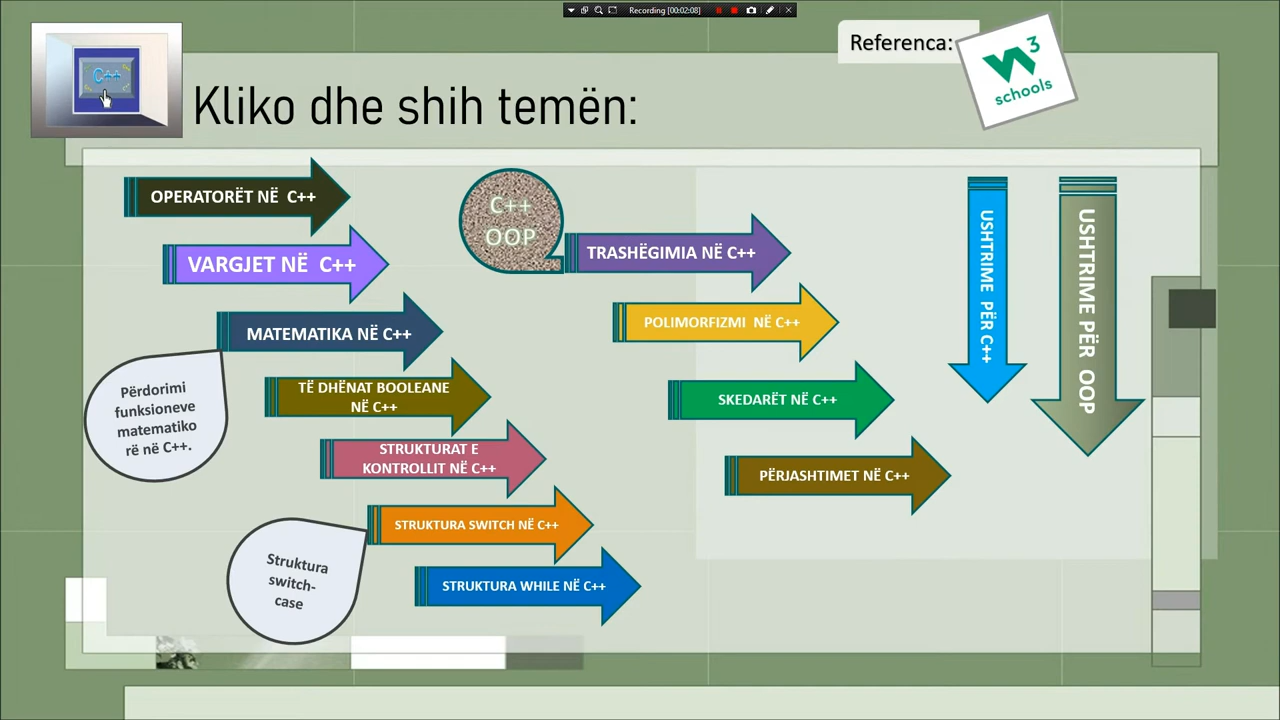 Recording [00:02:08]
Referenca:
3
schools
C++
Kliko dhe shih temën:
OPERATORËT NË C++
VARGJET NË C++
MATEMATIKA NË C++
Përdorimi
funksioneve
matematiko
rë në C++.
TË DHËNAT BOOLEANE
NË C++
STRUKTURAT E
KONTROLLIT NË C++
STRUKTURA SWITCH NË C++
Struktura
switch-
case
STRUKTURA WHILE NË C++
C++
OOP
TRASHËGIMIA NË C++
POLIMORFIZMI NË C++
SKEDARËT NË C++
PËRJASHTIMET NË C++
USHTRIME PËR C++
USHTRIME PËR OOP